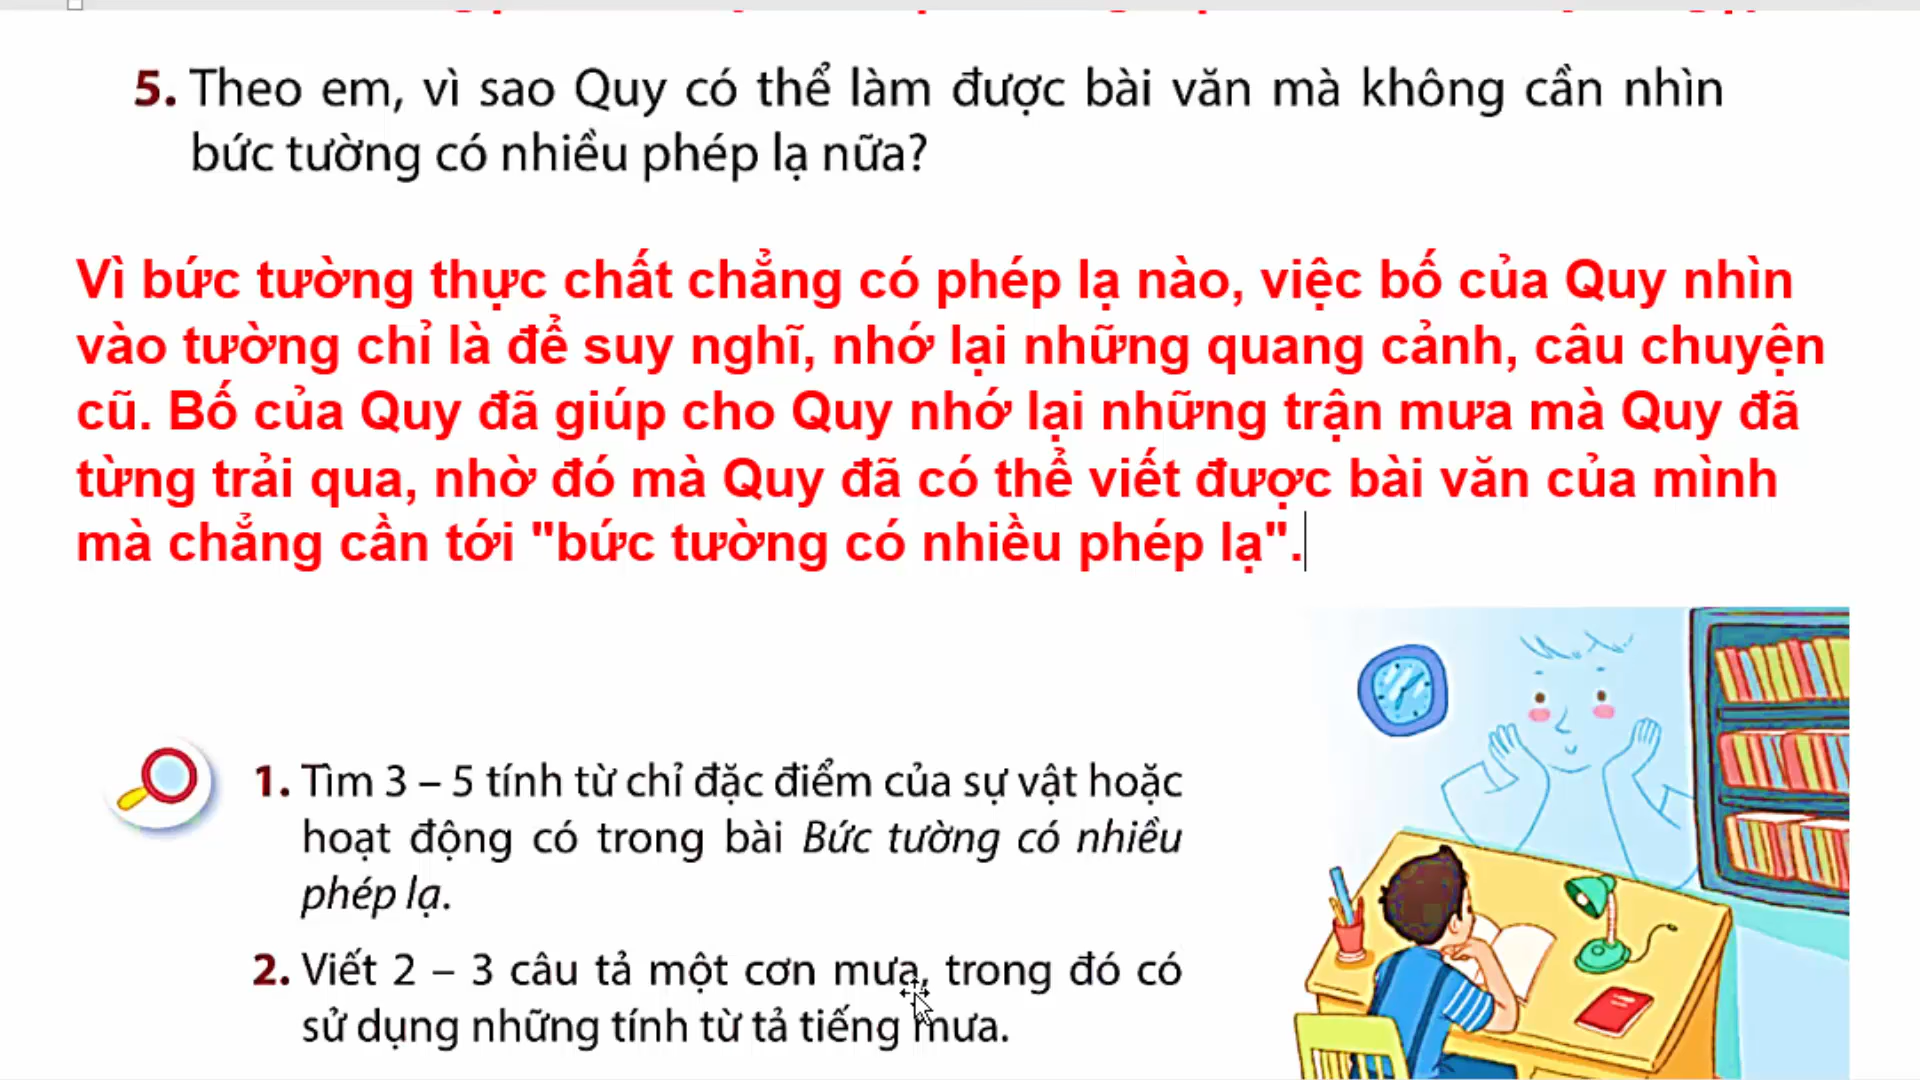 5. Theo em, vì sao Quy có thể làm được bài văn mà không cần nhìn
bức tường có nhiều phép lạ nữa?
Vì bức tường thực chất chẳng có phép lạ nào, việc bố của Quy nhìn
vào tường chỉ là để suy nghĩ, nhớ lại những quang cảnh, câu chuyện
cũ. Bố của Quy đã giúp cho Quy nhớ lại những trận mưa mà Quy đã
từng trải qua, nhờ đó mà Quy đã có thể viết được bài văn của mình
mà chẳng cần tới "bức tường có nhiều phép lạ".
1. Tìm 3 – 5 tính từ chỉ đặc điểm của sự vật hoặc
hoạt động có trong bài Bức tường có nhiều
phép lạ.
2. Viết 2 – 3 câu tả một cơn mưa, trong đó có
sử dụng những tính từ tả tiếng mưa.